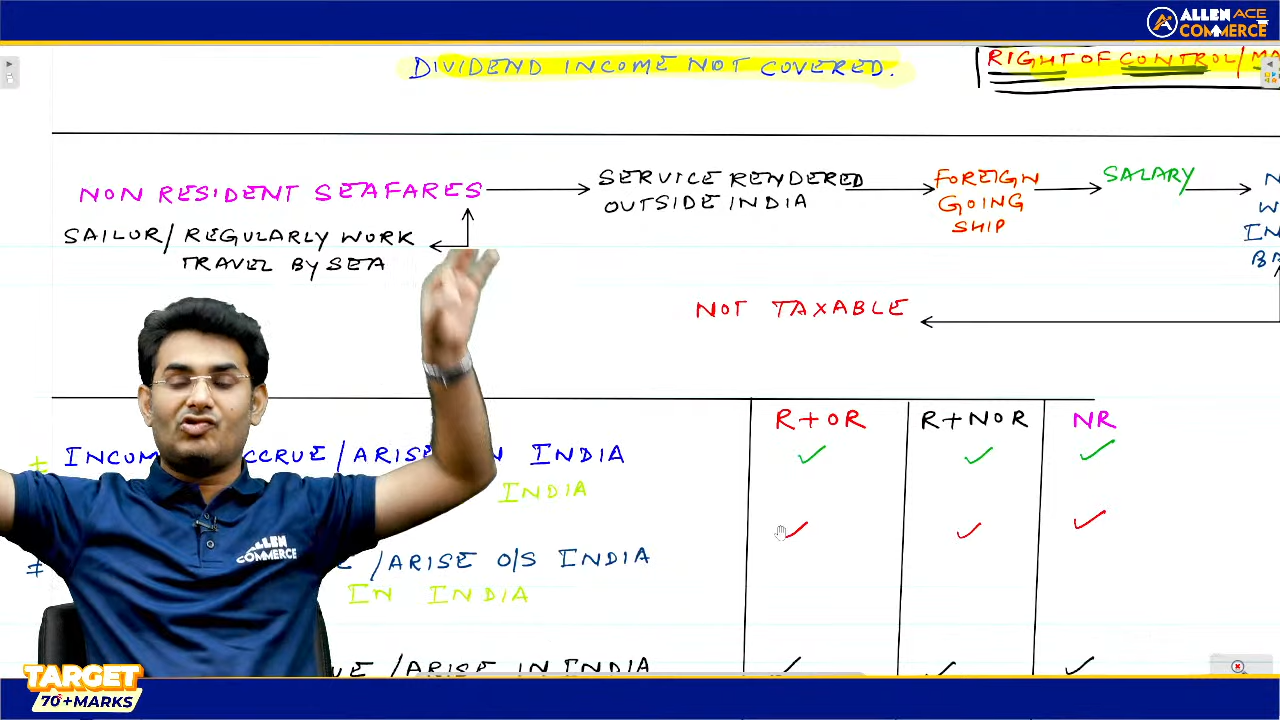 ALLEN ACE
COMMERCE
DIVIDEND INCOME NOT COVERED.
RIGHT OF CONTROL/
NON RESIDENT SEAFARES
SERVICE RENDERED
OUTSIDE INDIA
FOREIGN
GOING
SHIP
SALARY
SAILOR/REGULARLY WORK
TRAVEL BY SEA
NOT TAXABLE
R+OR
R+NOR
NR
/ARISE INDIA
INDIA
/ARISE O/S INDIA
IN INDIA
/ARISE IN INDIA
ALLEN
COMMERCE
TARGET
70+MARKS